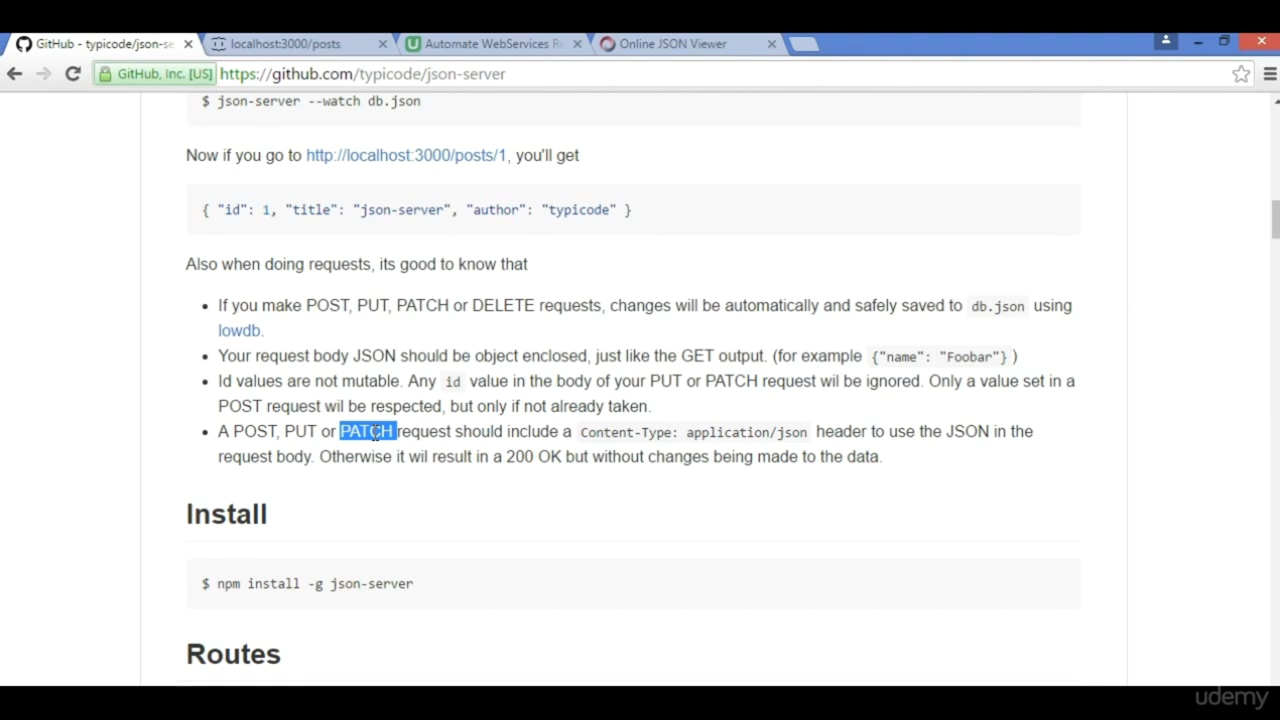 GitHub - typicode/json-se
localhost:3000/posts
Automate WebServices R
Online JSON Viewer
GitHub, Inc. [US]
https://github.com/typicode/json-server
$ json-server --watch db.json
Now if you go to http://localhost:3000/posts/1, you'll get
{ "id": 1, "title": "json-server", "author": "typicode" }
Also when doing requests, its good to know that
• If you make POST, PUT, PATCH or DELETE requests, changes will be automatically and safely saved to db.json using
lowdb.
• Your request body JSON should be object enclosed, just like the GET output. (for example {"name": "Foobar"} )
• Id values are not mutable. Any id value in the body of your PUT or PATCH request wil be ignored. Only a value set in a
POST request wil be respected, but only if not already taken.
• A POST, PUT or PATCH request should include a Content-Type: application/json header to use the JSON in the
request body. Otherwise it wil result in a 200 OK but without changes being made to the data.
Install
$ npm install -g json-server
Routes
udemy